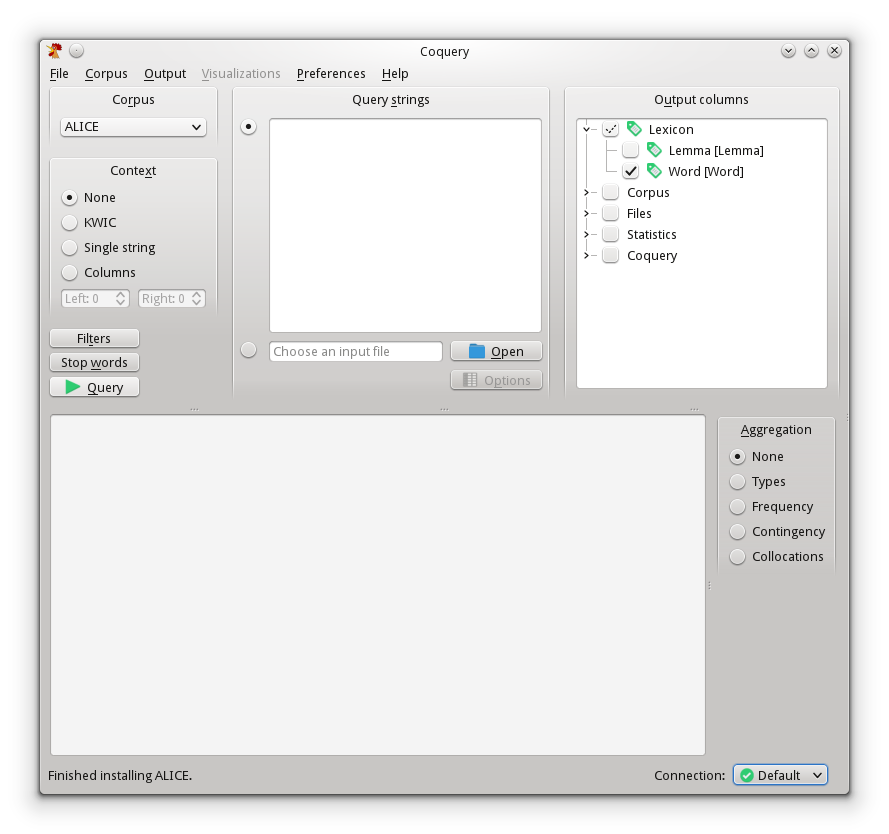 Coquery
File Corpus Output Visualizations Preferences Help
Corpus
ALICE
Context
None
KWIC
Single string
Columns
Left: 0 Right: 0
Filters
Stop words
Query
Query strings
Choose an input file
Open
Options
Output columns
Lexicon
Lemma [Lemma]
Word [Word]
Corpus
Files
Statistics
Coquery
Aggregation
None
Types
Frequency
Contingency
Collocations
Finished installing ALICE.
Connection: Default